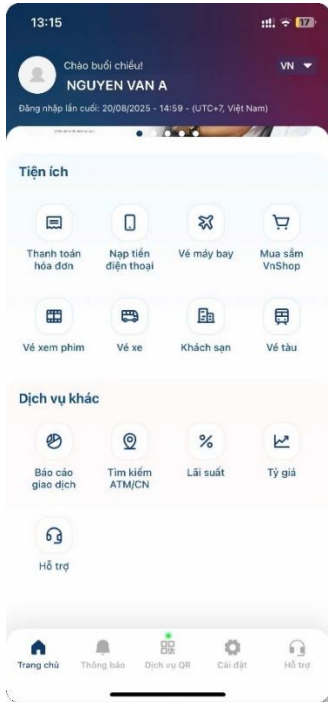 13:15
17
Chào buổi chiều!
VN
NGUYEN VAN A
Đăng nhập lần cuối: 20/08/2025 - 14:59 - (UTC+7, Việt Nam)
Tiện ích
Thanh toán
hóa đơn
Nạp tiền
điện thoại
Vé máy bay
Mua sắm
VnShop
Vé xem phim
Vé xe
Khách sạn
Vé tàu
Dịch vụ khác
Báo cáo
giao dịch
Tìm kiếm
ATM/CN
Lãi suất
Tỷ giá
Hỗ trợ
Trang chủ
Thông báo
Dịch vụ QR
Cài đặt
Hỗ trợ